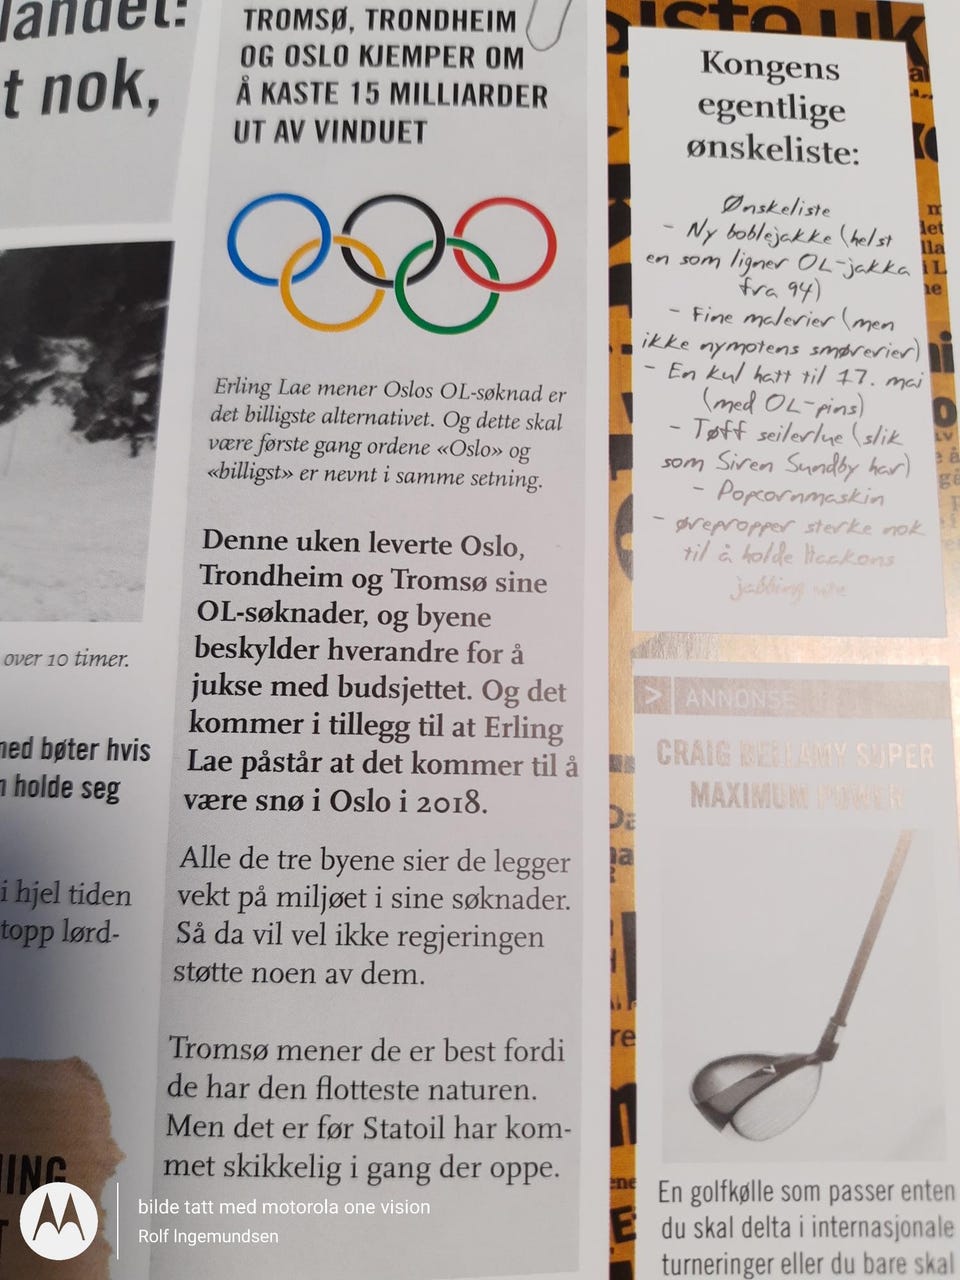 landet:
t nok,
over 10 timer.
med bøter hvis
holde seg
i hjel tiden
topp lørd-
TROMSØ, TRONDHEIM
OG OSLO KJEMPER OM
Å KASTE 15 MILLIARDER
UT AV VINDUET
Erling Lae mener Oslos OL-søknad er
det billigste alternativet. Og dette skal
være første gang ordene «Oslo» og
«billigst» er nevnt i samme setning.
Denne uken leverte Oslo,
Trondheim og Tromsø sine
OL-søknader, og byene
beskylder hverandre for å
jukse med budsjettet. Og det
kommer i tillegg til at Erling
Lae påstår at det kommer til å
være snø i Oslo i 2018.
Alle de tre byene sier de legger
vekt på miljøet i sine søknader.
Så da vil vel ikke regjeringen
støtte noen av dem.
Tromsø mener de er best fordi
de har den flotteste naturen.
Men det er før Statoil har kom-
met skikkelig i gang der oppe.
Kongens
egentlige
ønskeliste:
Ønskeliste
- Ny boblejakke (helst
en som ligner OL-jakka
fra 94)
- Fine malerier (men
ikke nymotens smørerier)
- En kul hatt til 17. mai
(med OL-pins)
- Tøff seilerlue (slik
som Siren Sundby har)
- Popcornmaskin
- ørepropper sterke nok
til å holde Haakons
jabbing ute
> ANNONSE
CRAIG BELLAMY SUPER
MAXIMUM POWER
En golfkølle som passer enten
du skal delta i internasjonale
turneringer eller du bare skal
bilde tatt med motorola one vision
Rolf Ingemundsen